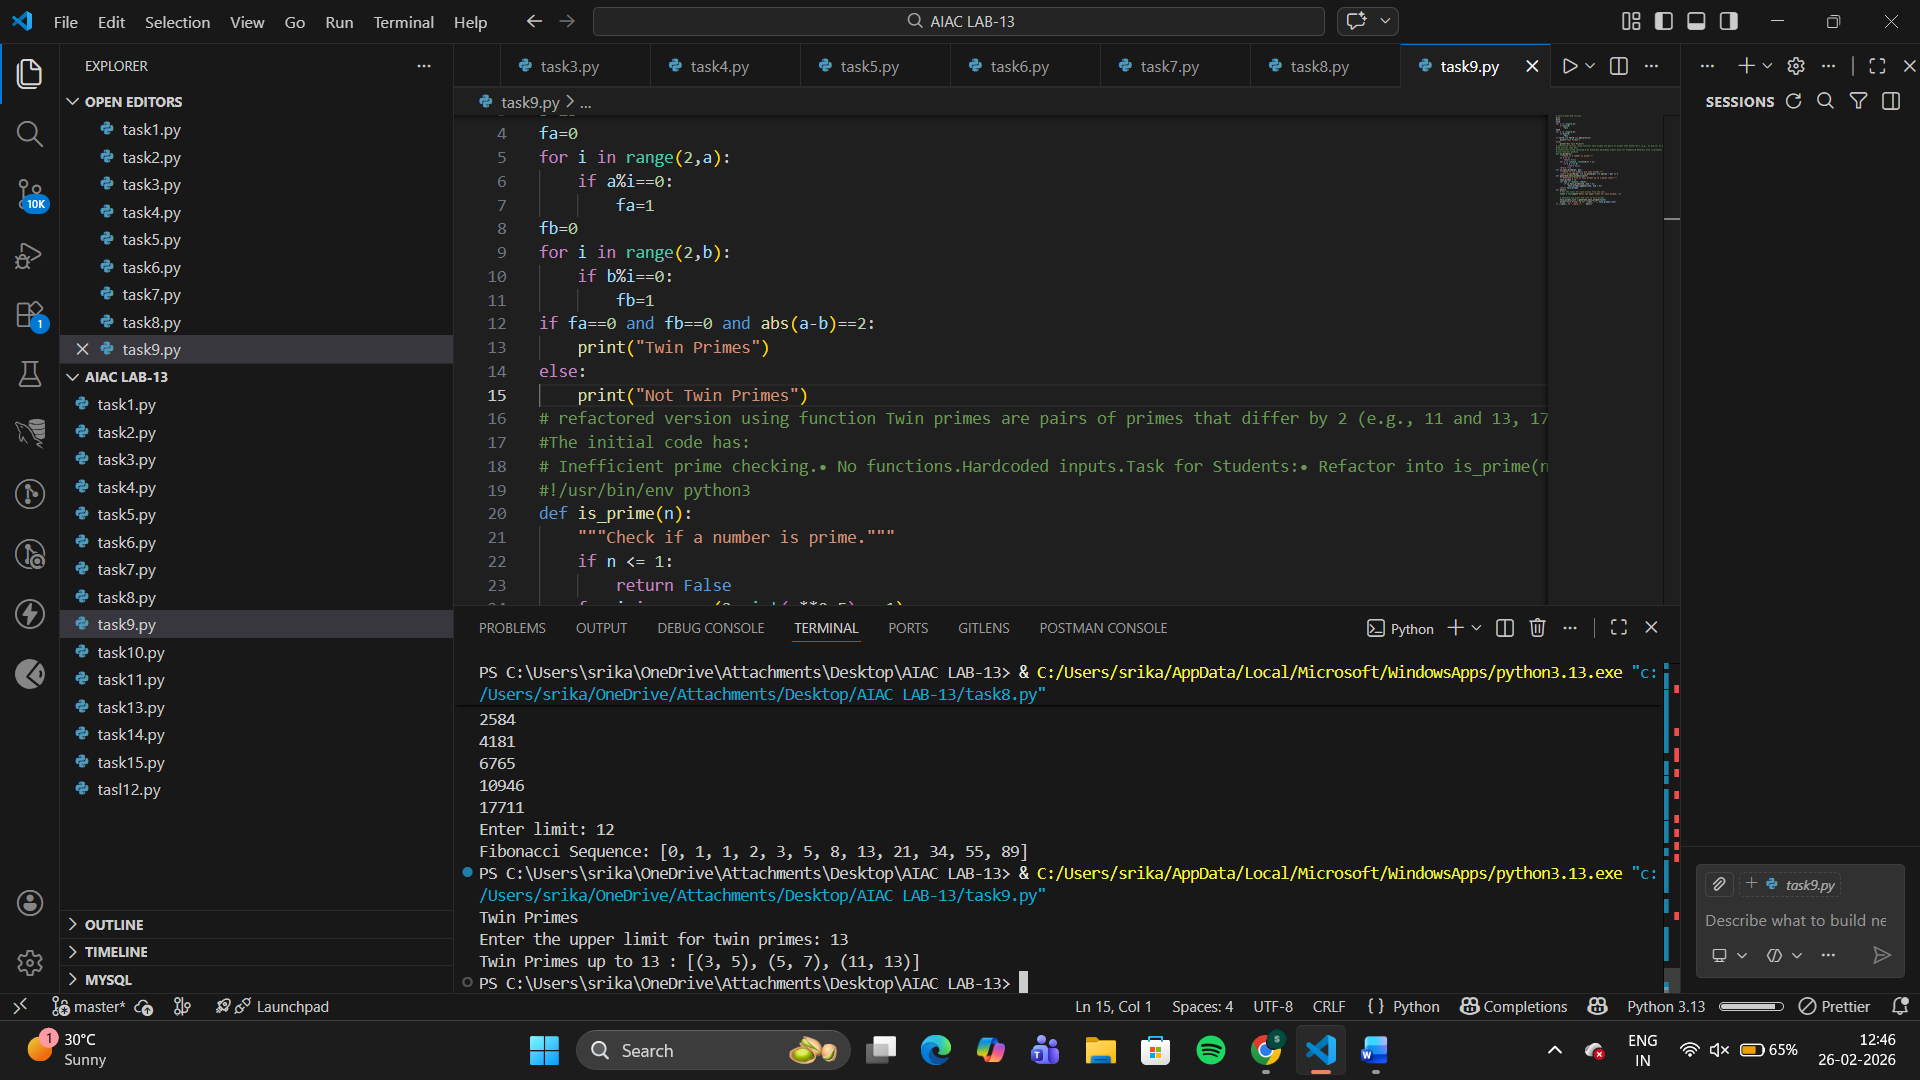 File Edit Selection View Go Run Terminal Help
AIAC LAB-13
EXPLORER
OPEN EDITORS
task1.py
task2.py
task3.py
task4.py
task5.py
task6.py
task7.py
task8.py
task9.py
AIAC LAB-13
task1.py
task2.py
task3.py
task4.py
task5.py
task6.py
task7.py
task8.py
task9.py
task10.py
task11.py
task13.py
task14.py
task15.py
tasl12.py
OUTLINE
TIMELINE
MYSQL
10K
1
task3.py task4.py task5.py task6.py task7.py task8.py task9.py
task9.py > ...
4 fa=0
5 for i in range(2,a):
6 if a%i==0:
7 fa=1
8 fb=0
9 for i in range(2,b):
10 if b%i==0:
11 fb=1
12 if fa==0 and fb==0 and abs(a-b)==2:
13 print("Twin Primes")
14 else:
15 print("Not Twin Primes")
16 # refactored version using function Twin primes are pairs of primes that differ by 2 (e.g., 11 and 13, 17
17 #The initial code has:
18 # Inefficient prime checking.• No functions.Hardcoded inputs.Task for Students:• Refactor into is_prime(n
19 #!/usr/bin/env python3
20 def is_prime(n):
21 """Check if a number is prime."""
22 if n <= 1:
23 return False
PROBLEMS OUTPUT DEBUG CONSOLE TERMINAL PORTS GITLENS POSTMAN CONSOLE
Python
PS C:\Users\srika\OneDrive\Attachments\Desktop\AIAC LAB-13> & C:/Users/srika/AppData/Local/Microsoft/WindowsApps/python3.13.exe "c:
/Users/srika/OneDrive/Attachments/Desktop/AIAC LAB-13/task8.py"
2584
4181
6765
10946
17711
Enter limit: 12
Fibonacci Sequence: [0, 1, 1, 2, 3, 5, 8, 13, 21, 34, 55, 89]
PS C:\Users\srika\OneDrive\Attachments\Desktop\AIAC LAB-13> & C:/Users/srika/AppData/Local/Microsoft/WindowsApps/python3.13.exe "c:
/Users/srika/OneDrive/Attachments/Desktop/AIAC LAB-13/task9.py"
Twin Primes
Enter the upper limit for twin primes: 13
Twin Primes up to 13 : [(3, 5), (5, 7), (11, 13)]
PS C:\Users\srika\OneDrive\Attachments\Desktop\AIAC LAB-13>
SESSIONS
task9.py
Describe what to build ne
master* Launchpad
Ln 15, Col 1 Spaces: 4 UTF-8 CRLF { } Python Completions Python 3.13 Prettier
1
30°C
Sunny
Search
ENG
IN
65%
12:46
26-02-2026